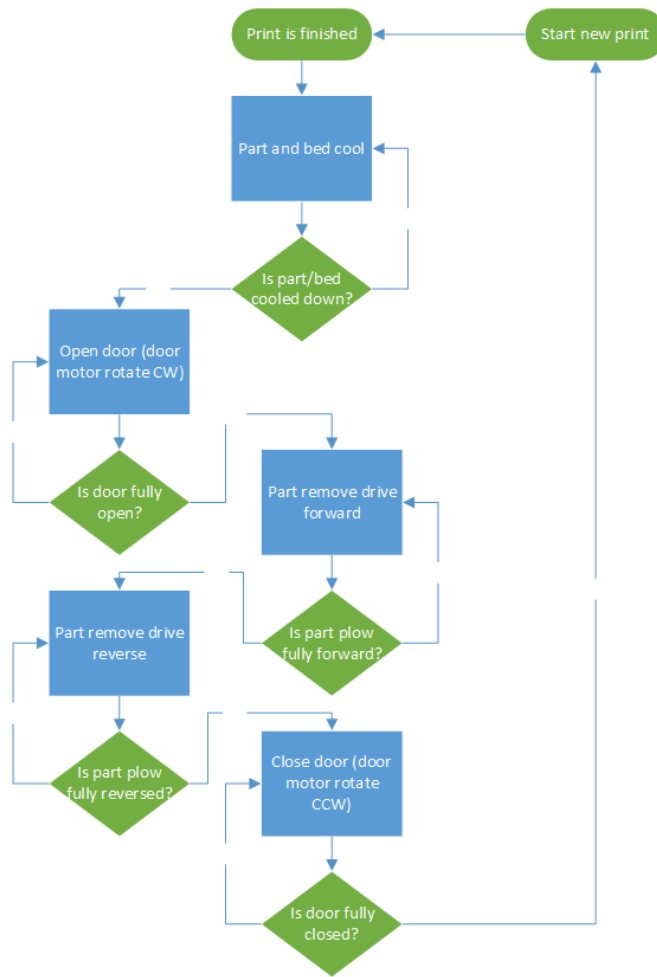 Print is finished
Start new print
Part and bed cool
Is part/bed
cooled down?
Open door (door
motor rotate CW)
Is door fully
open?
Part remove drive
forward
Is part plow
fully forward?
Part remove drive
reverse
Is part plow
fully reversed?
Close door (door
motor rotate
CCW)
Is door fully
closed?